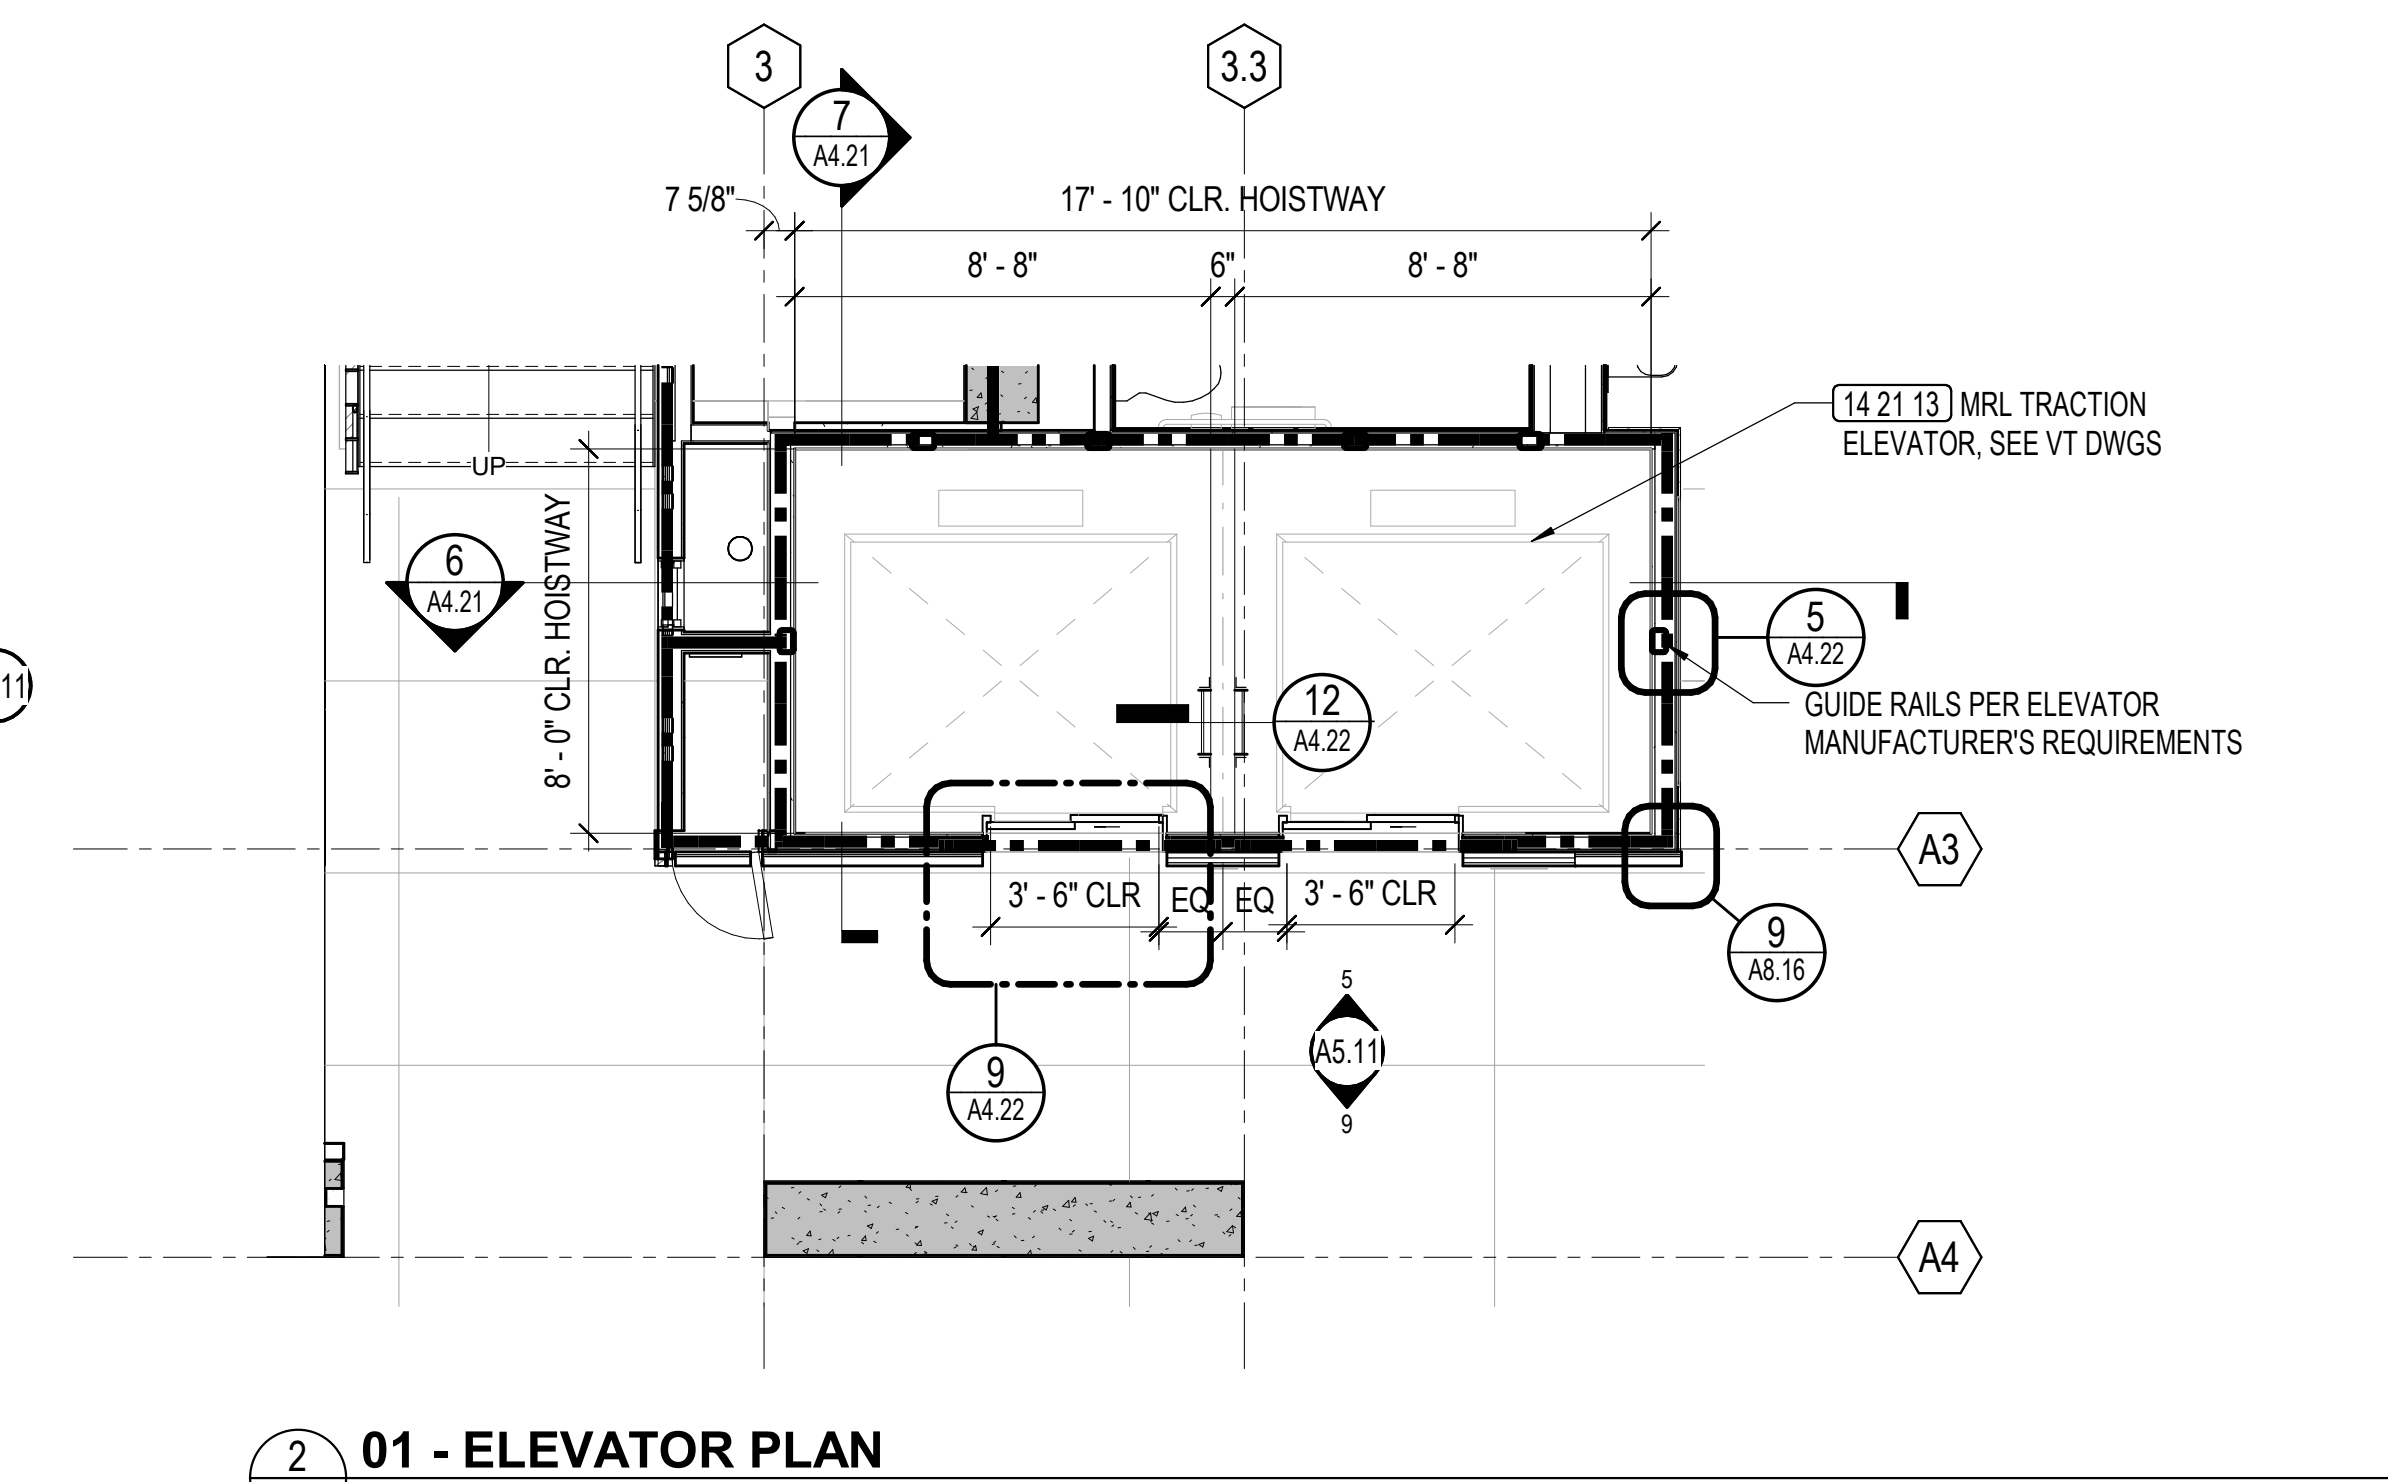 3
3.3
7
A4.21
7 5/8"
17' - 10" CLR. HOISTWAY
8' - 8"
6"
8' - 8"
14 21 13 MRL TRACTION
ELEVATOR, SEE VT DWGS
UP
8' - 0" CLR. HOISTWAY
6
A4.21
5
A4.22
11
12
A4.22
GUIDE RAILS PER ELEVATOR
MANUFACTURER'S REQUIREMENTS
A3
3' - 6" CLR
EQ
EQ
3' - 6" CLR
9
A8.16
5
A5.11
9
9
A4.22
A4
2
01 - ELEVATOR PLAN